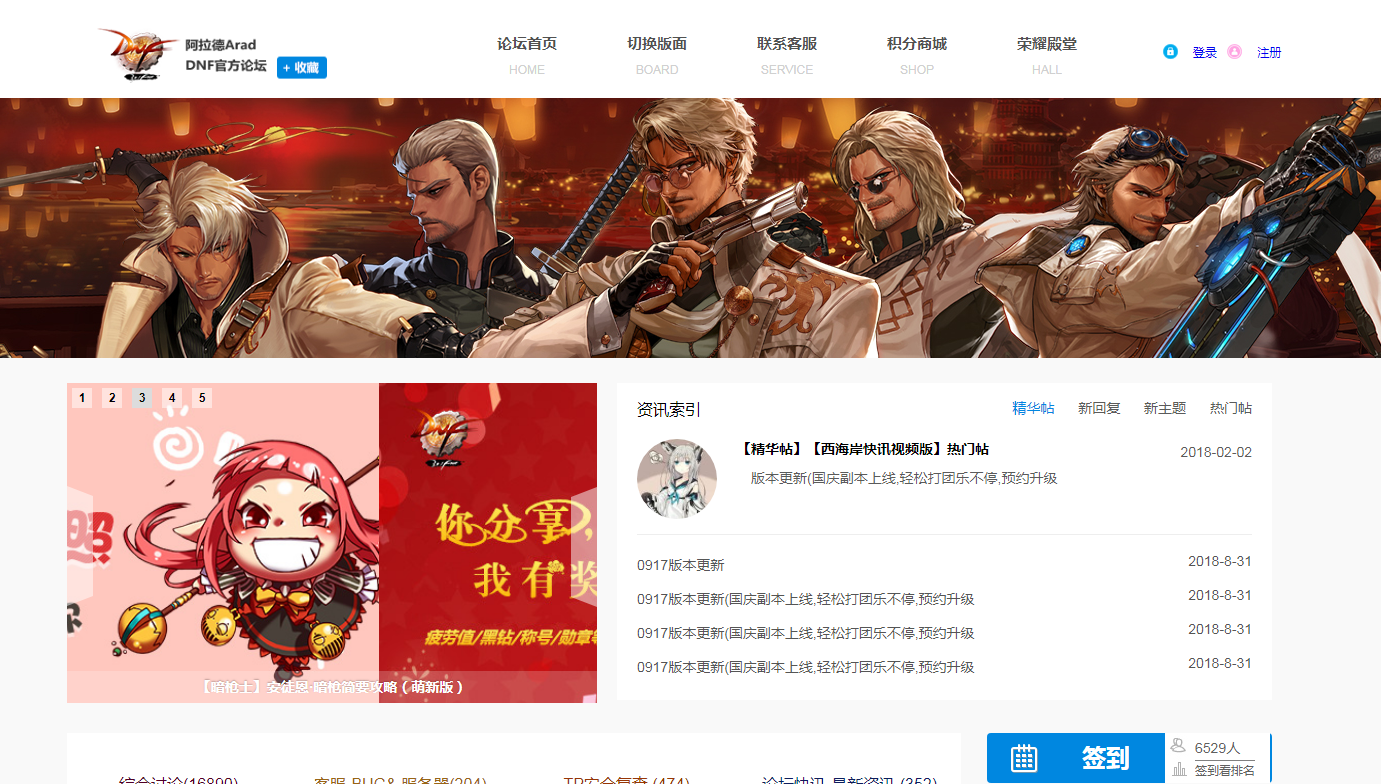 DNF
阿拉德Arad
DNF官方论坛
+ 收藏
论坛首页
切换版面
联系客服
积分商城
荣耀殿堂
HOME
BOARD
SERVICE
SHOP
HALL
登录
注册
1 2 3 4 5
DNF
你分享,
我有奖
疲劳值/黑钻/称号/勋章等
【暗枪士】安徒恩-暗枪简要攻略（萌新版）
资讯索引
精华帖
新回复
新主题
热门帖
【精华帖】【西海岸快讯视频版】热门帖
2018-02-02
版本更新(国庆副本上线,轻松打团乐不停,预约升级
0917版本更新
2018-8-31
0917版本更新(国庆副本上线,轻松打团乐不停,预约升级
2018-8-31
0917版本更新(国庆副本上线,轻松打团乐不停,预约升级
2018-8-31
0917版本更新(国庆副本上线,轻松打团乐不停,预约升级
2018-8-31
签到
6529人
签到看排名
综合讨论(16890)
客服-BUG&-服务器(294)
TP安全复查 (474)
论坛快讯-最新资讯 (352)